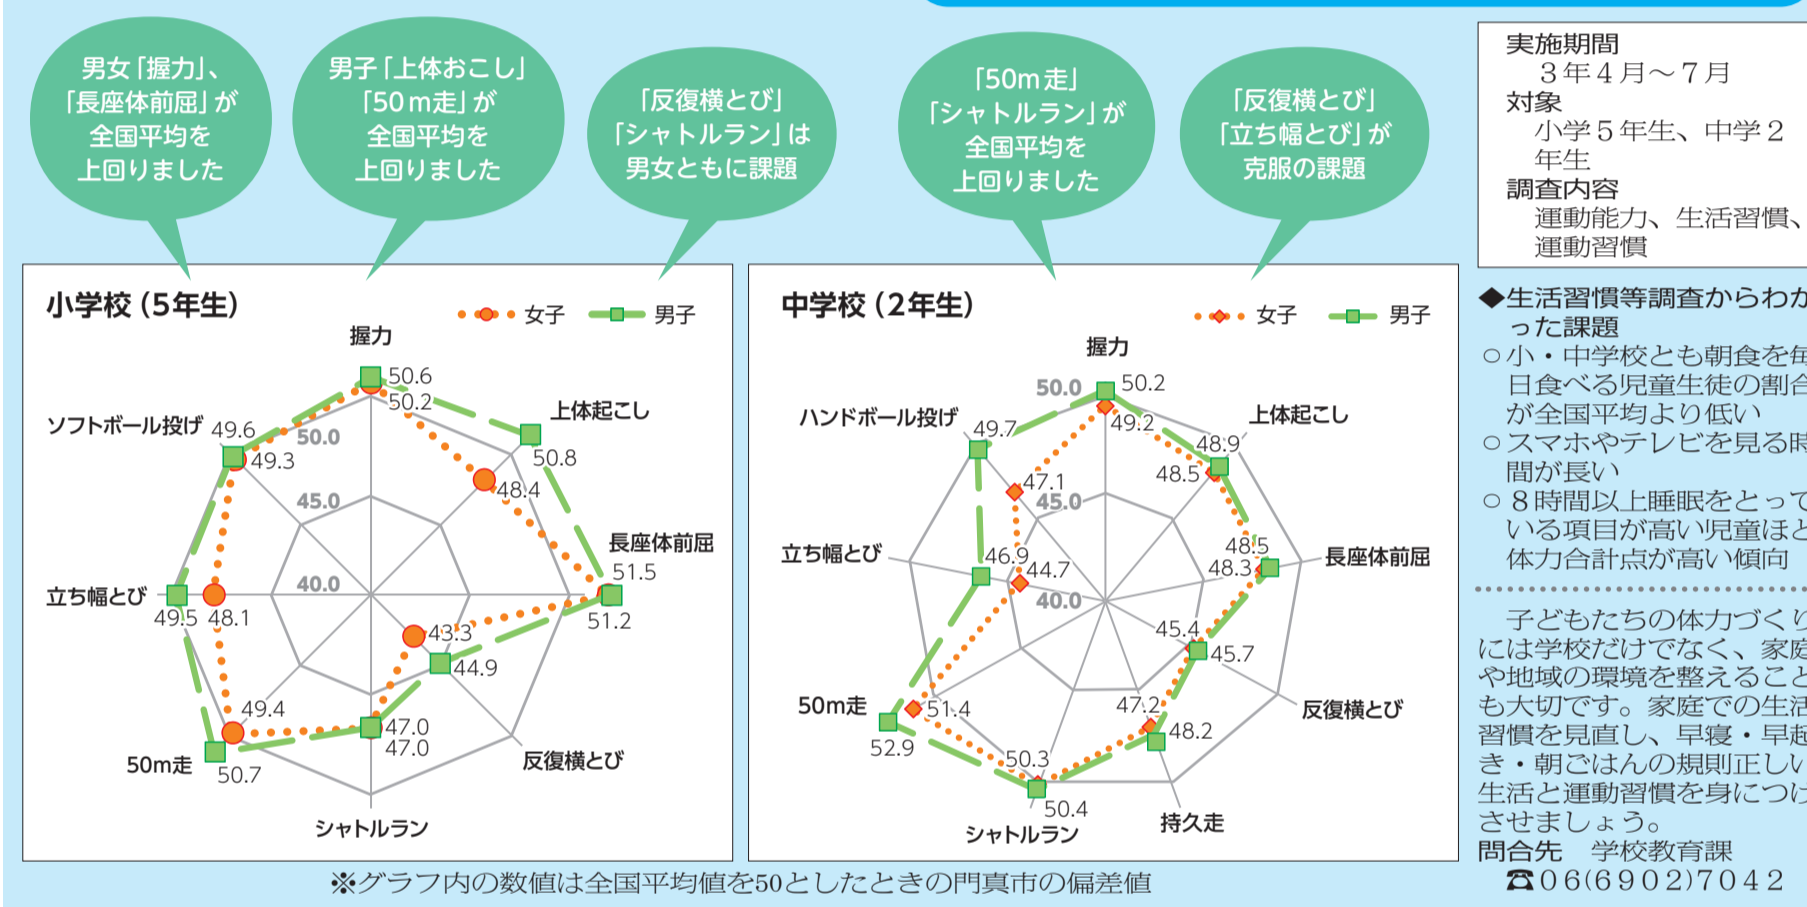 男女「握力」、
「長座体前屈」が
全国平均を
上回りました
男子「上体おこし」
「50m走」が
全国平均を
上回りました
「反復横とび」
「シャトルラン」は
男女ともに課題
「50m走」
「シャトルラン」が
全国平均を
上回りました
「反復横とび」
「立ち幅とび」が
克服の課題
小学校（5年生）
女子 男子
握力
50.6
50.2
上体起こし
50.8
48.4
長座体前屈
51.5
51.2
43.3
44.9
反復横とび
47.0
47.0
シャトルラン
50m走
49.4
50.7
立ち幅とび
49.5 48.1
ソフトボール投げ
49.6
49.3
50.0
45.0
40.0
中学校（2年生）
女子 男子
握力
50.2
49.2
上体起こし
48.9
48.5
長座体前屈
48.5
48.3
反復横とび
45.4
45.7
持久走
47.2
48.2
シャトルラン
50.3
50.4
50m走
51.4
52.9
立ち幅とび
46.9
44.7
ハンドボール投げ
49.7
47.1
50.0
45.0
40.0
※グラフ内の数値は全国平均値を50としたときの門真市の偏差値
実施期間
３年４月～７月
対象
小学５年生、中学２
年生
調査内容
運動能力、生活習慣、
運動習慣
◆生活習慣等調査からわか
った課題
○小・中学校とも朝食を毎
日食べる児童生徒の割合
が全国平均より低い
○スマホやテレビを見る時
間が長い
○８時間以上睡眠をとって
いる項目が高い児童ほど
体力合計点が高い傾向
子どもたちの体力づくり
には学校だけでなく、家庭
や地域の環境を整えること
も大切です。家庭での生活
習慣を見直し、早寝・早起
き・朝ごはんの規則正しい
生活と運動習慣を身につけ
させましょう。
問合先　学校教育課
☎０６(６９０２)７０４２